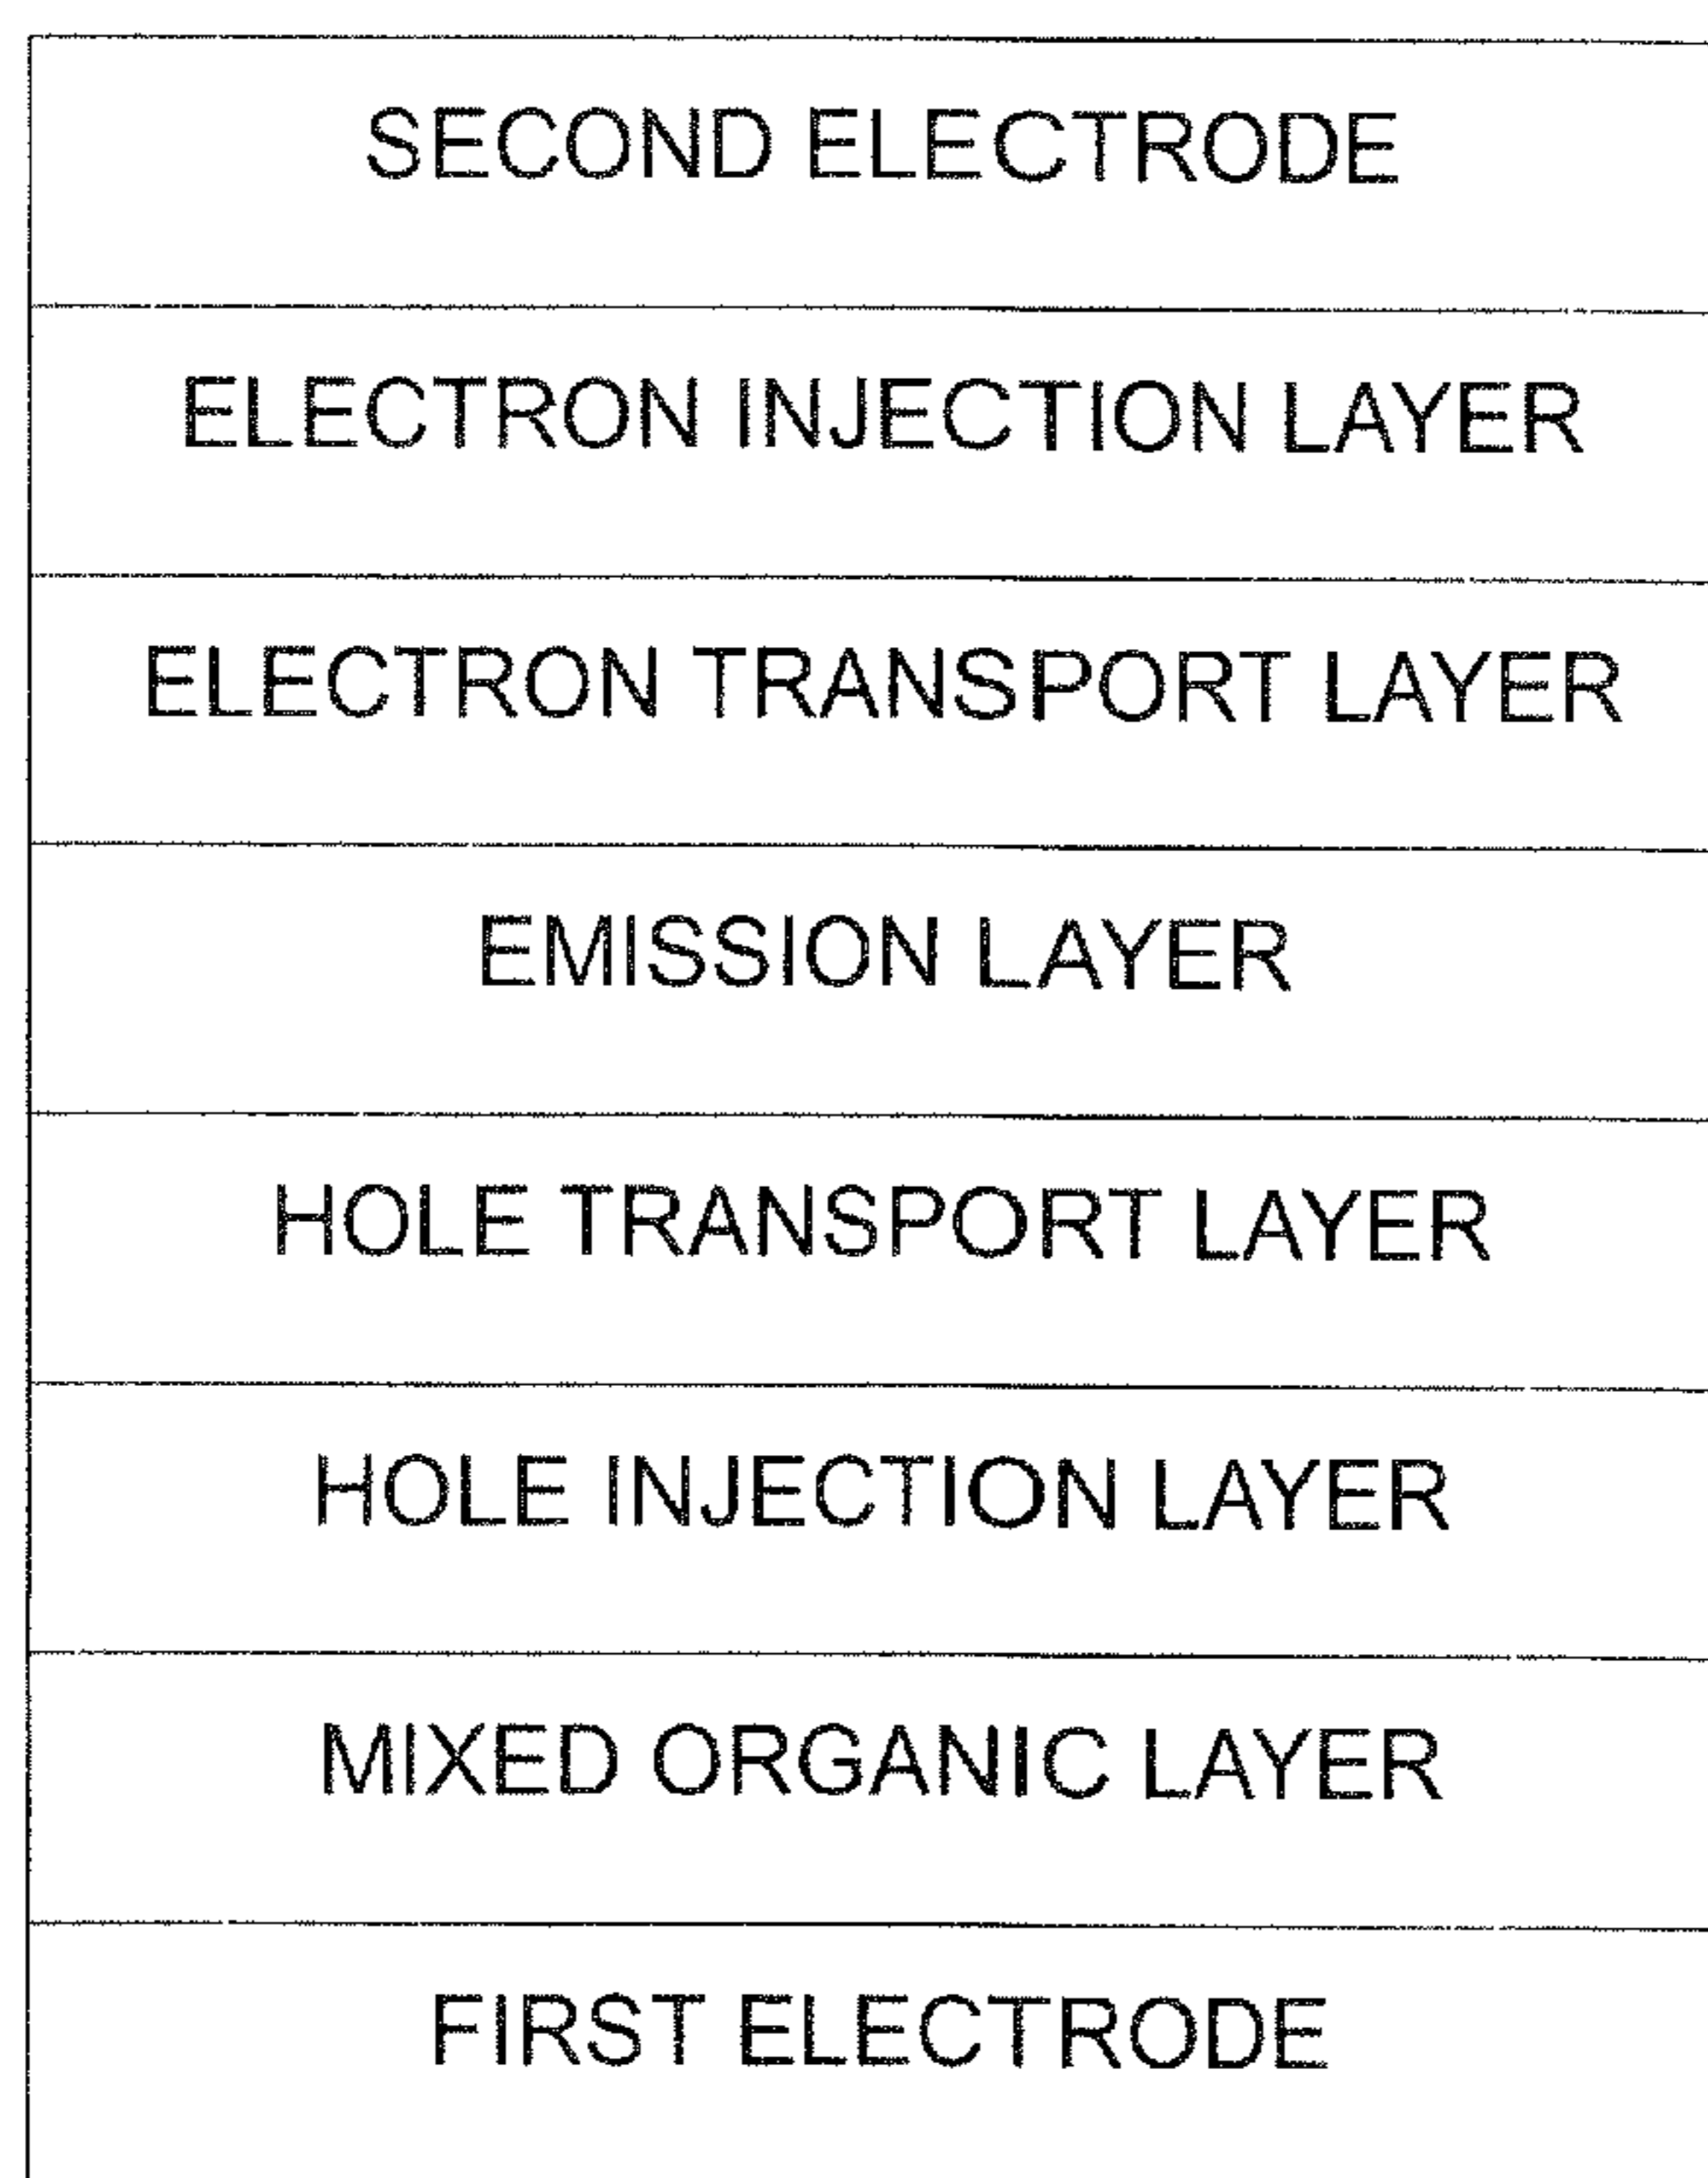 SECOND ELECTRODE
ELECTRON INJECTION LAYER
ELECTRON TRANSPORT LAYER
EMISSION LAYER
HOLE TRANSPORT LAYER
HOLE INJECTION LAYER
MIXED ORGANIC LAYER
FIRST ELECTRODE